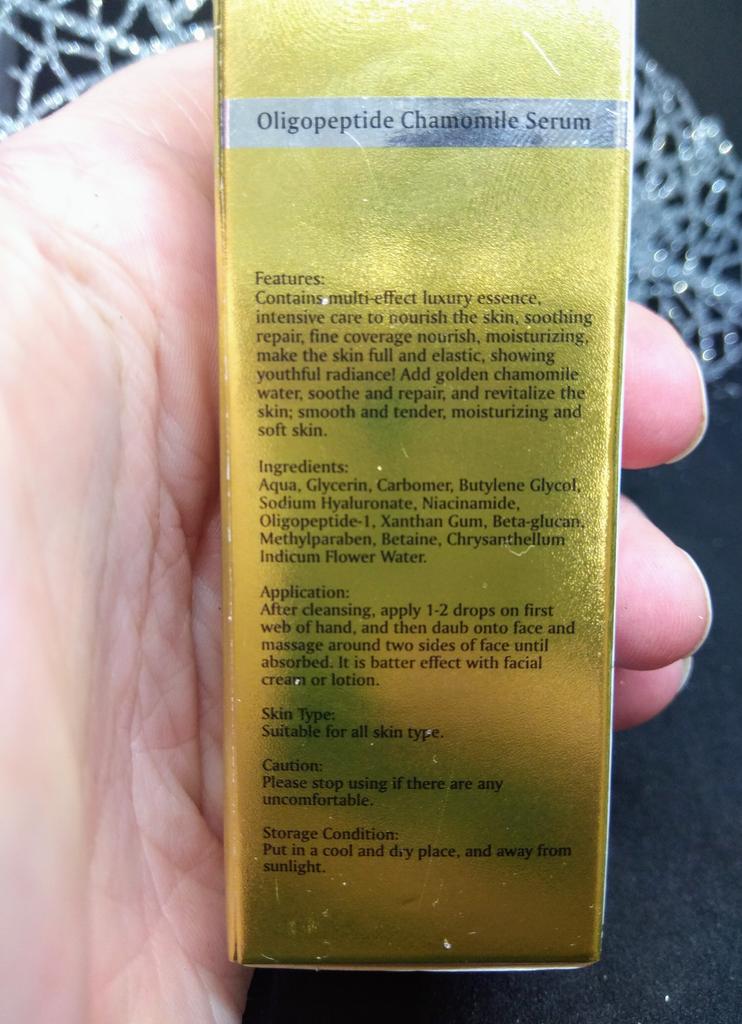 Oligopeptide Chamomile Serum
Features:
Contains multi-effect luxury essence,
intensive care to nourish the skin, soothing
repair, fine coverage nourish, moisturizing,
make the skin full and elastic, showing
youthful radiance! Add golden chamomile
water, soothe and repair, and revitalize the
skin; smooth and tender, moisturizing and
soft skin.
Ingredients:
Aqua, Glycerin, Carbomer, Butylene Glycol,
Sodium Hyaluronate, Niacinamide,
Oligopeptide-1, Xanthan Gum, Beta-glucan,
Methylparaben, Betaine, Chrysanthellum
Indicum Flower Water.
Application:
After cleansing, apply 1-2 drops on first
web of hand, and then daub onto face and
massage around two sides of face until
absorbed. It is batter effect with facial
cream or lotion.
Skin Type:
Suitable for all skin type.
Caution:
Please stop using if there are any
uncomfortable.
Storage Condition:
Put in a cool and dry place, and away from
sunlight.